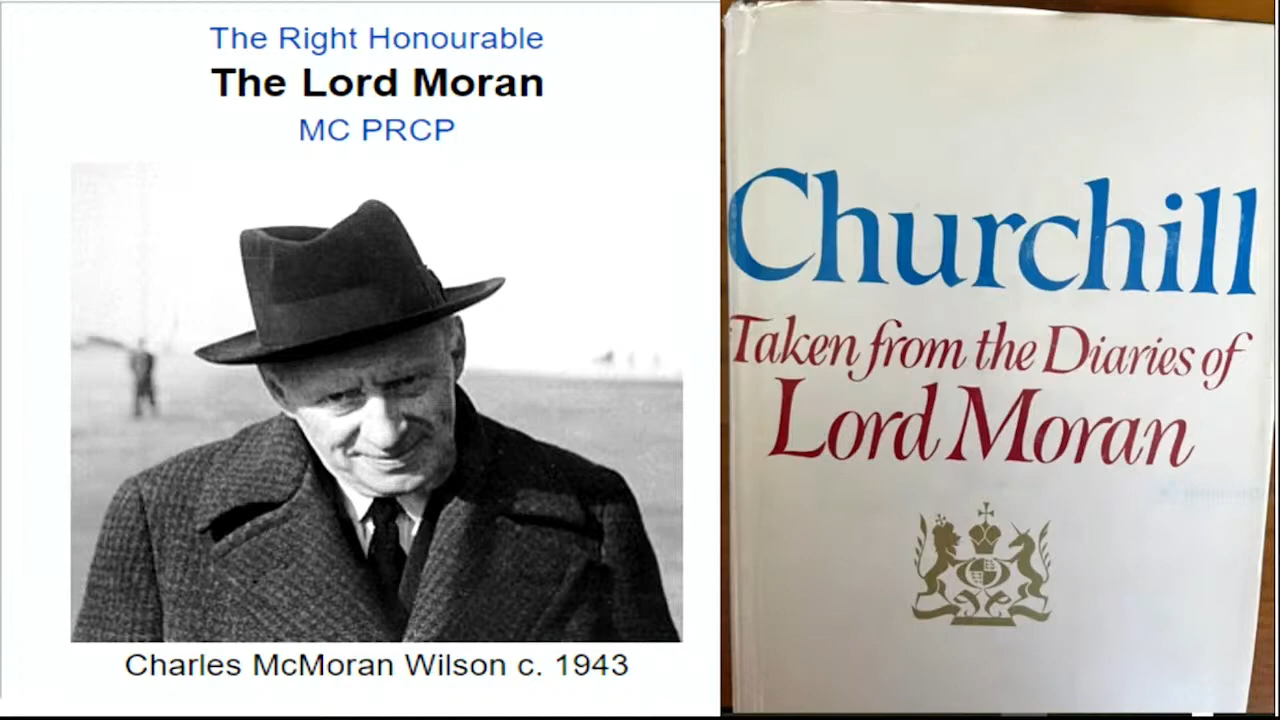 The Right Honourable
The Lord Moran
MC PRCP
Charles McMoran Wilson c. 1943
Churchill
Taken from the Diaries of
Lord Moran